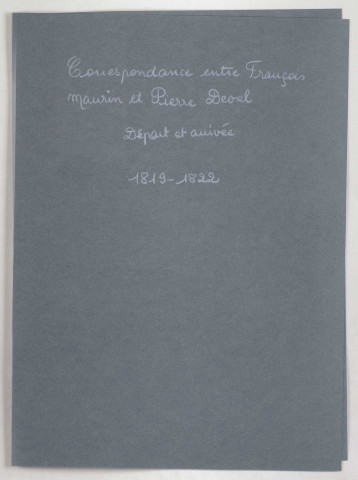 Correspondance entre François
Maurin et Pierre Deval
Départ et arrivée
1819-1822